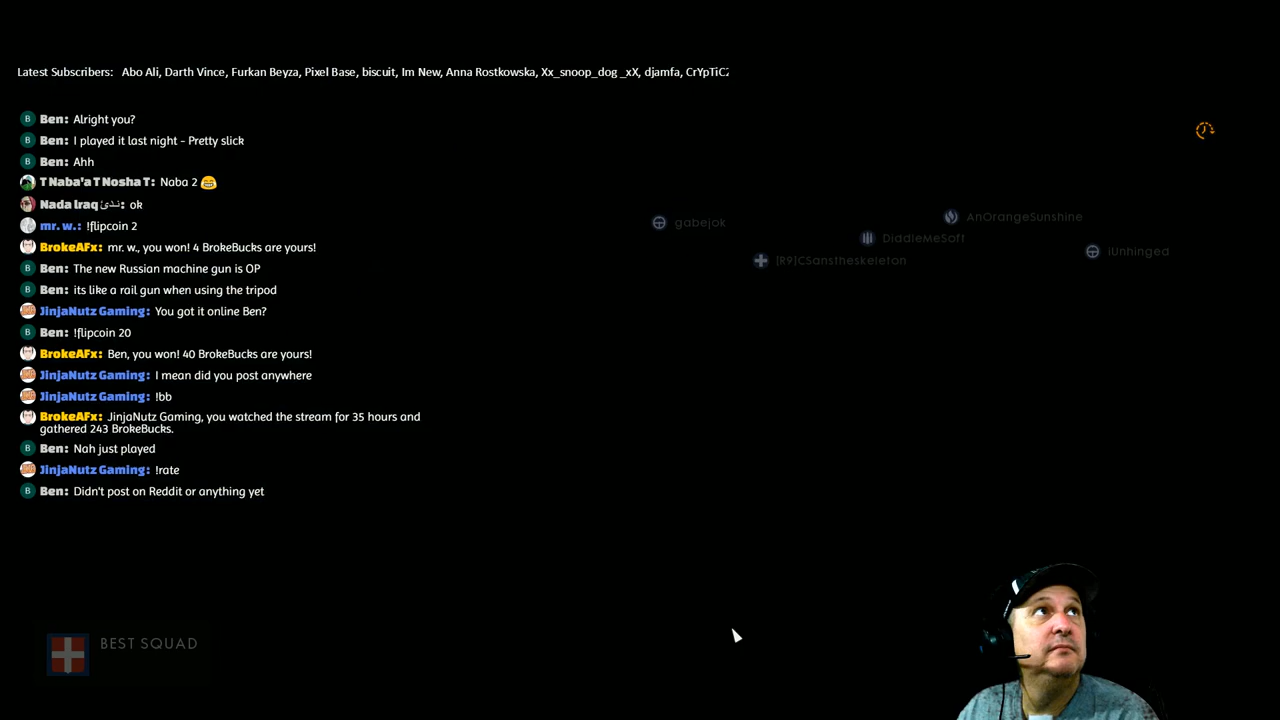 Latest Subscribers: Abo Ali, Darth Vince, Furkan Beyza, Pixel Base, biscuit, Im New, Anna Rostkowska, Xx_snoop_dog _xX, djamfa, CrYpTiCz
B Ben: Alright you?
B Ben: I played it last night - Pretty slick
B Ben: Ahh
T Naba'a T Nosha T: Naba 2 😂
Nada Iraq ندئ: ok
mr. w.: !flipcoin 2
BrokeAFx: mr. w., you won! 4 BrokeBucks are yours!
B Ben: The new Russian machine gun is OP
B Ben: its like a rail gun when using the tripod
JinjaNutz Gaming: You got it online Ben?
B Ben: !flipcoin 20
BrokeAFx: Ben, you won! 40 BrokeBucks are yours!
JinjaNutz Gaming: I mean did you post anywhere
JinjaNutz Gaming: !bb
BrokeAFx: JinjaNutz Gaming, you watched the stream for 35 hours and
gathered 243 BrokeBucks.
B Ben: Nah just played
JinjaNutz Gaming: !rate
B Ben: Didn't post on Reddit or anything yet
gabejok
[R9]CSanstheskeleton
DiddleMeSoft
AnOrangeSunshine
iUnhinged
BEST SQUAD